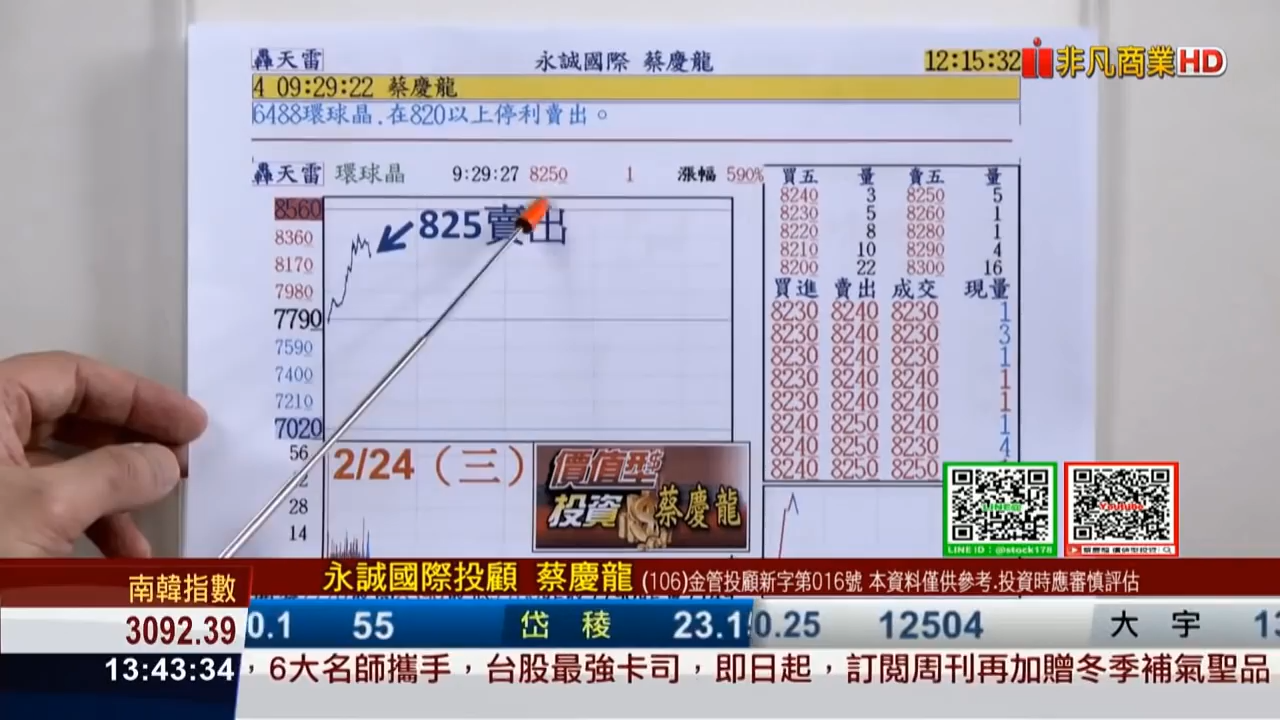 轟天雷 永誠國際 蔡慶龍 12:15:32
非凡商業HD
4 09:29:22 蔡慶龍
6488環球晶.在820以上停利賣出。
轟天雷 環球晶 9:29:27 8250 1 漲幅 590%
買五 量 賣五 量
8240 3 8250 5
8230 5 8260 1
8220 8 8280 1
8210 10 8290 4
8200 22 8300 16
買進 賣出 成交 現量
8230 8240 8230 1
8230 8240 8230 3
8230 8240 8230 1
8230 8240 8240 1
8230 8240 8240 1
8240 8250 8240 1
8240 8250 8230 4
8240 8250 8250
8560
8360
8170
7980
7790
7590
7400
7210
7020
56
28
14
825賣出
2/24（三）
價值型
投資
蔡慶龍
LINE@
LINE ID：@stock178
Youtube
永誠國際投顧 蔡慶龍 (106)金管投顧新字第016號 本資料僅供參考.投資時應審慎評估
南韓指數
3092.39
0.1 55 岱稜 23.1
0.25 12504 大宇 13
13:43:34
，6大名師攜手，台股最強卡司，即日起，訂閱周刊再加贈冬季補氣聖品